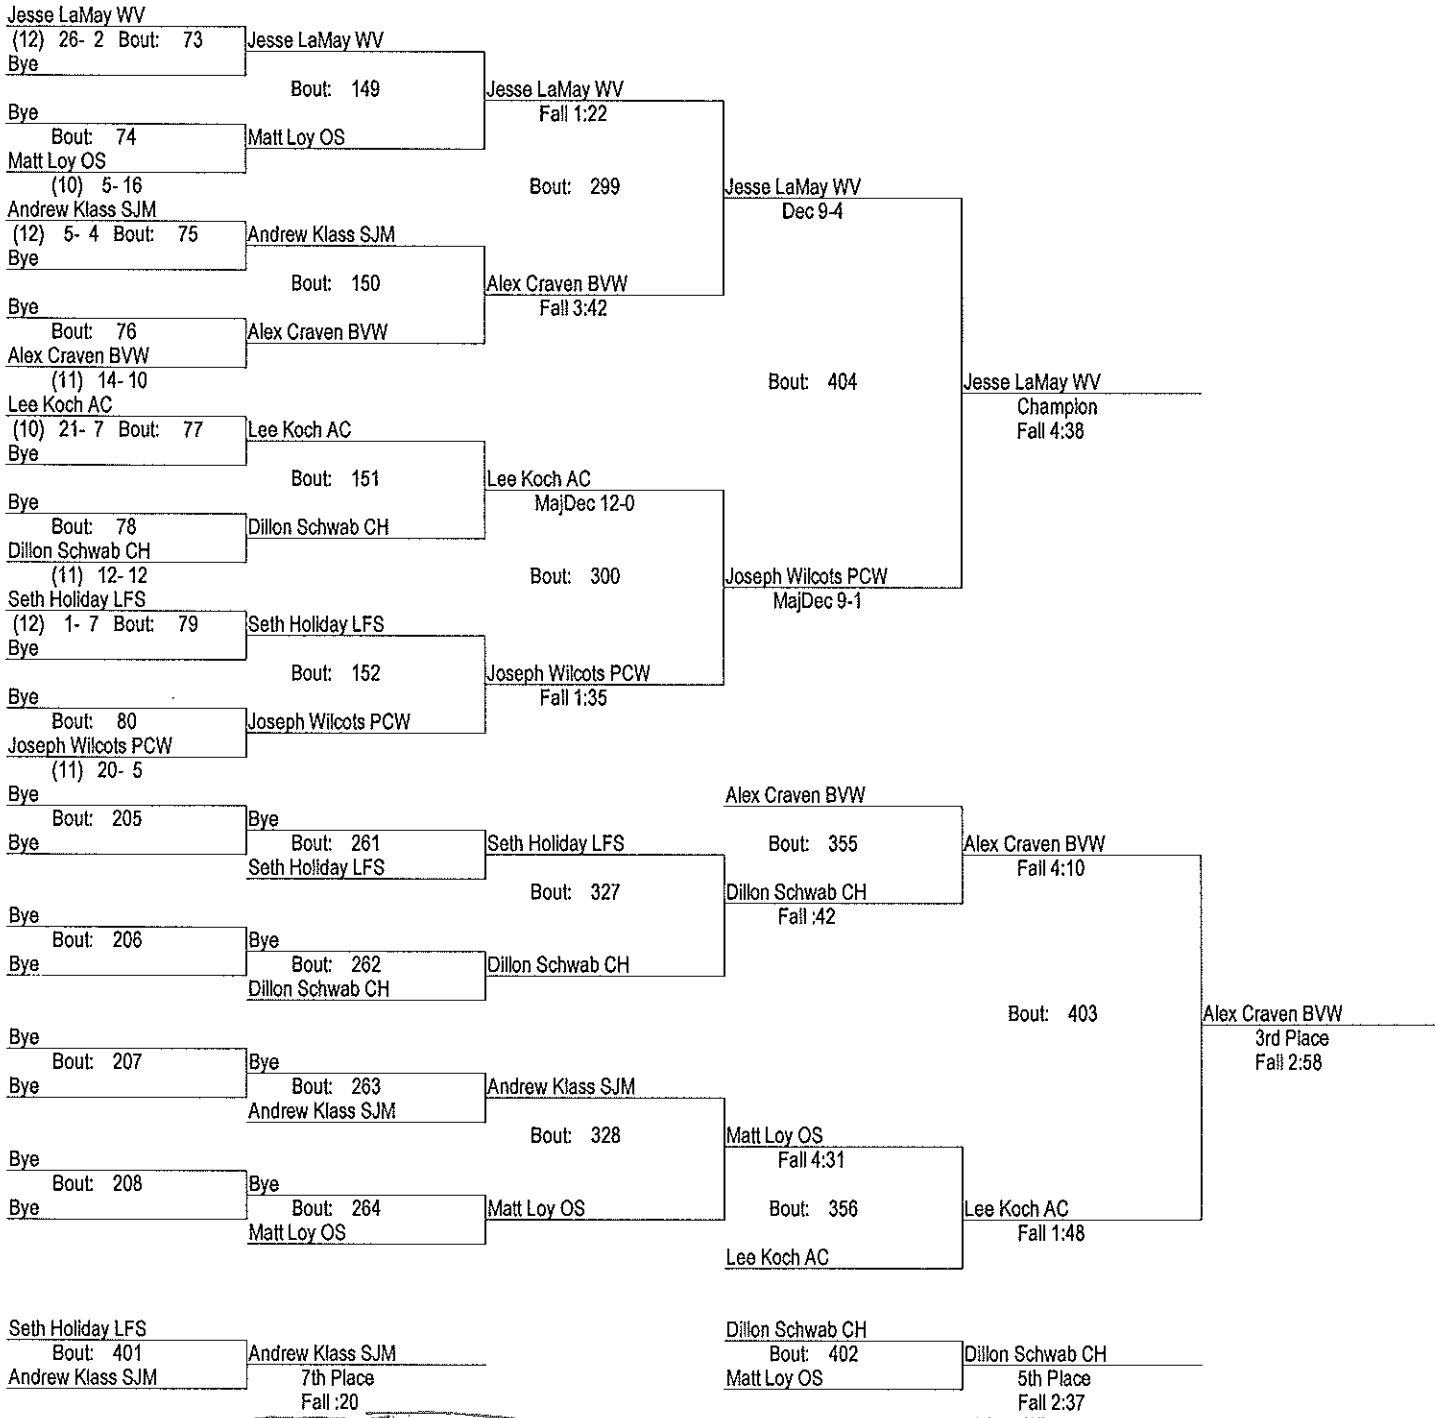 Jesse LaMay WV
(12) 26- 2 Bout: 73
Bye
Jesse LaMay WV
Bout: 149
Bye
Bout: 74
Matt Loy OS
(10) 5- 16
Matt Loy OS
Jesse LaMay WV
Fall 1:22
Bout: 299
Andrew Klass SJM
(12) 5- 4 Bout: 75
Bye
Andrew Klass SJM
Bout: 150
Bye
Bout: 76
Alex Craven BVW
(11) 14- 10
Alex Craven BVW
Alex Craven BVW
Fall 3:42
Jesse LaMay WV
Dec 9-4
Bout: 404
Lee Koch AC
(10) 21- 7 Bout: 77
Bye
Lee Koch AC
Bout: 151
Bye
Bout: 78
Dillon Schwab CH
(11) 12- 12
Dillon Schwab CH
Lee Koch AC
MajDec 12-0
Bout: 300
Seth Holiday LFS
(12) 1- 7 Bout: 79
Bye
Seth Holiday LFS
Bout: 152
Bye
Bout: 80
Joseph Wilcots PCW
(11) 20- 5
Joseph Wilcots PCW
Joseph Wilcots PCW
Fall 1:35
Joseph Wilcots PCW
MajDec 9-1
Jesse LaMay WV
Champion
Fall 4:38
Bye
Bout: 205
Bye
Bye
Bout: 261
Seth Holiday LFS
Seth Holiday LFS
Bout: 327
Bye
Bout: 206
Bye
Bye
Bout: 262
Dillon Schwab CH
Dillon Schwab CH
Alex Craven BVW
Bout: 355
Dillon Schwab CH
Fall :42
Alex Craven BVW
Fall 4:10
Bout: 403
Bye
Bout: 207
Bye
Bye
Bout: 263
Andrew Klass SJM
Andrew Klass SJM
Bout: 328
Bye
Bout: 208
Bye
Bye
Bout: 264
Matt Loy OS
Matt Loy OS
Matt Loy OS
Fall 4:31
Bout: 356
Lee Koch AC
Lee Koch AC
Fall 1:48
Alex Craven BVW
3rd Place
Fall 2:58
Seth Holiday LFS
Bout: 401
Andrew Klass SJM
Andrew Klass SJM
7th Place
Fall :20
Dillon Schwab CH
Bout: 402
Matt Loy OS
Dillon Schwab CH
5th Place
Fall 2:37